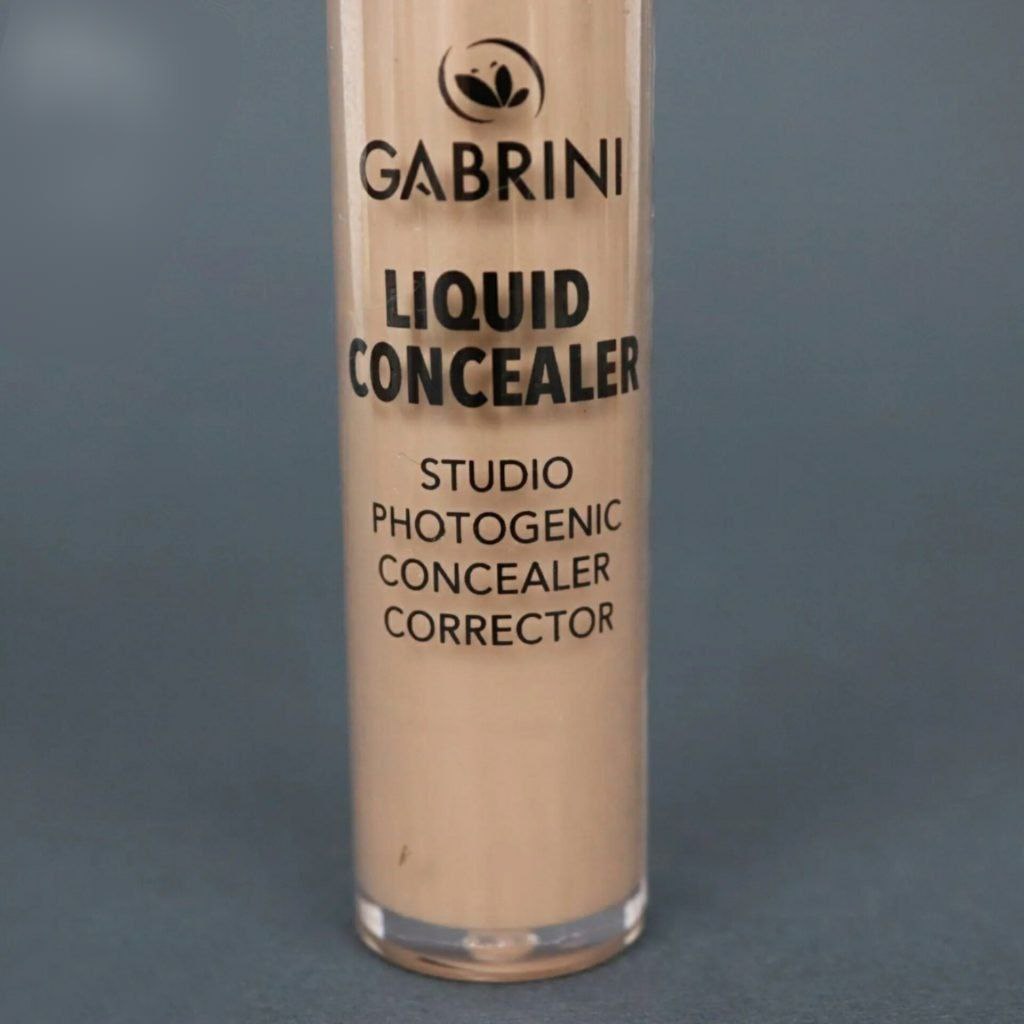 GABRINI
LIQUID
CONCEALER
STUDIO
PHOTOGENIC
CONCEALER
CORRECTOR